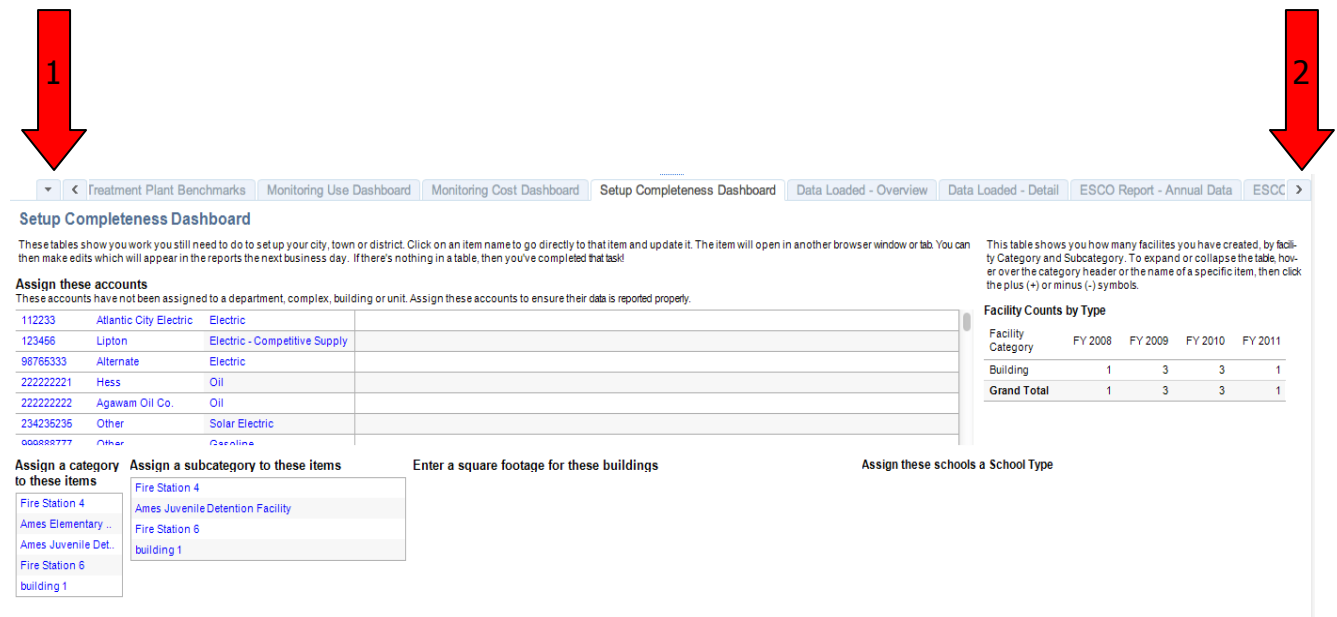 1
2
Treatment Plant Benchmarks Monitoring Use Dashboard Monitoring Cost Dashboard Setup Completeness Dashboard Data Loaded - Overview Data Loaded - Detail ESCO Report - Annual Data ESCC
Setup Completeness Dashboard
These tables show you work you still need to do to set up your city, town or district. Click on an item name to go directly to that item and update it. The item will open in another browser window or tab. You can
then make edits which will appear in the reports the next business day. If there's nothing in a table, then you've completed that task!
Assign these accounts
These accounts have not been assigned to a department, complex, building or unit. Assign these accounts to ensure their data is reported properly.
112233 Atlantic City Electric Electric
123456 Lipton Electric - Competitive Supply
98765333 Alternate Electric
222222221 Hess Oil
222222222 Agawam Oil Co. Oil
234235235 Other Solar Electric
999888777 Other Gasoline
This table shows you how many facilites you have created, by facili-
ty Category and Subcategory. To expand or collapse the table, hov-
er over the category header or the name of a specific item, then click
the plus (+) or minus (-) symbols.
Facility Counts by Type
Facility
Category FY 2008 FY 2009 FY 2010 FY 2011
Building 1 3 3 1
Grand Total 1 3 3 1
Assign a category
to these items
Fire Station 4
Ames Elementary ..
Ames Juvenile Det..
Fire Station 6
building 1
Assign a subcategory to these items
Fire Station 4
Ames Juvenile Detention Facility
Fire Station 6
building 1
Enter a square footage for these buildings
Assign these schools a School Type